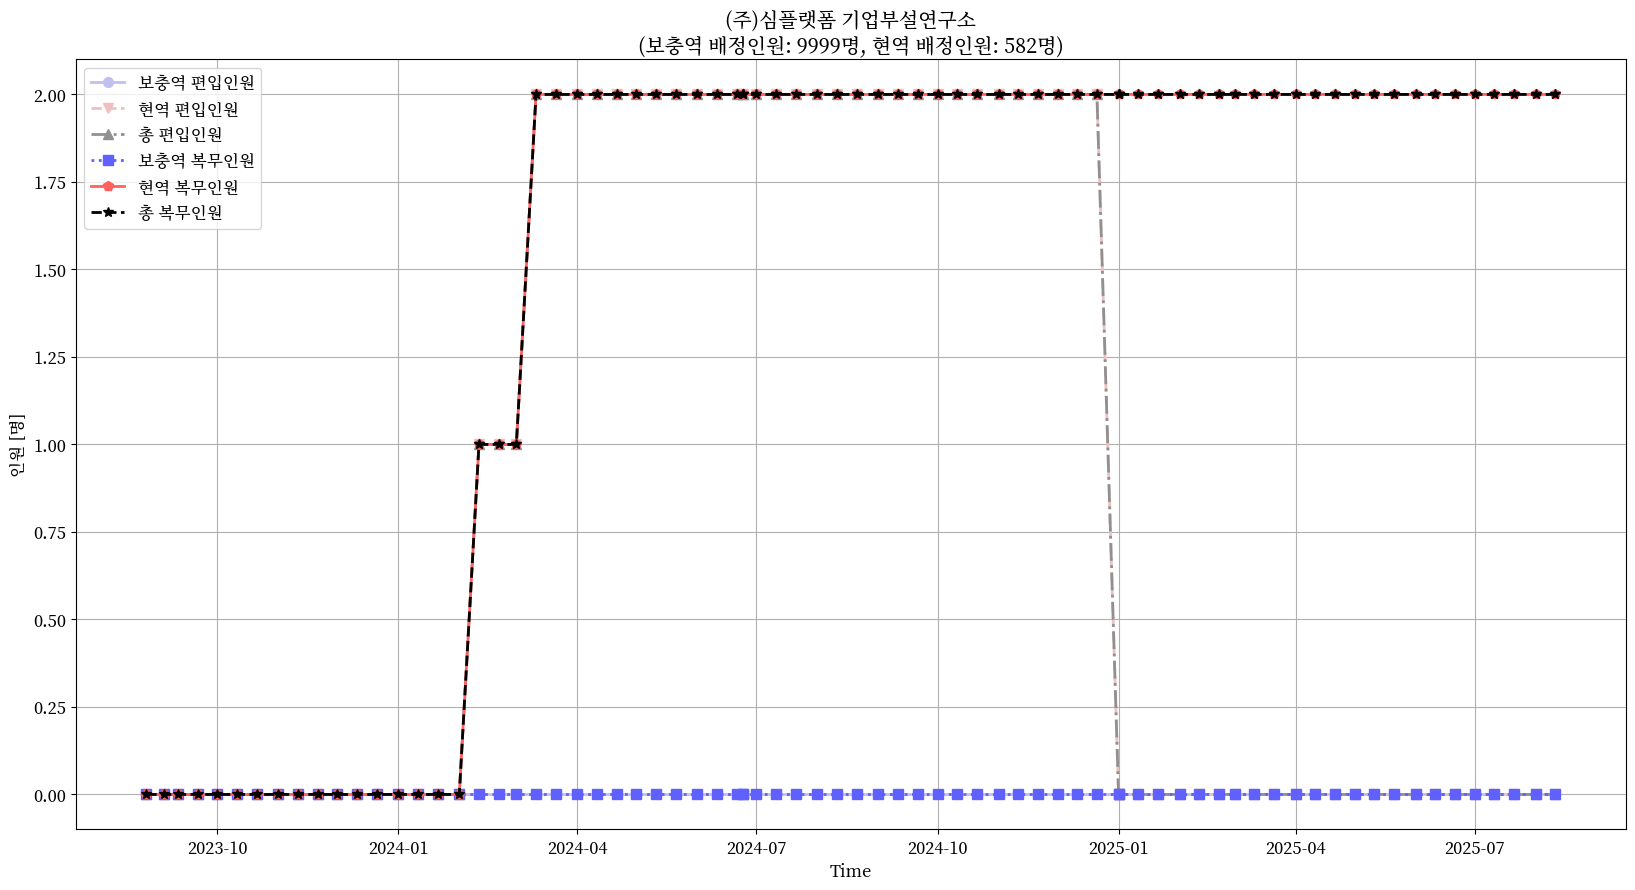 (주)심플랫폼 기업부설연구소
(보충역 배정인원: 9999명, 현역 배정인원: 582명)
보충역 편입인원
현역 편입인원
총 편입인원
보충역 복무인원
현역 복무인원
총 복무인원
2.00
1.75
1.50
1.25
1.00
0.75
0.50
0.25
0.00
인원 [명]
2023-10
2024-01
2024-04
2024-07
2024-10
2025-01
2025-04
2025-07
Time